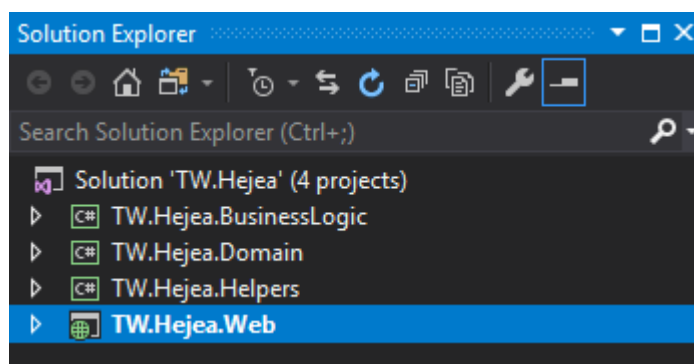 Solution Explorer
Search Solution Explorer (Ctrl+;)
Solution 'TW.Hejea' (4 projects)
C# TW.Hejea.BusinessLogic
C# TW.Hejea.Domain
C# TW.Hejea.Helpers
TW.Hejea.Web